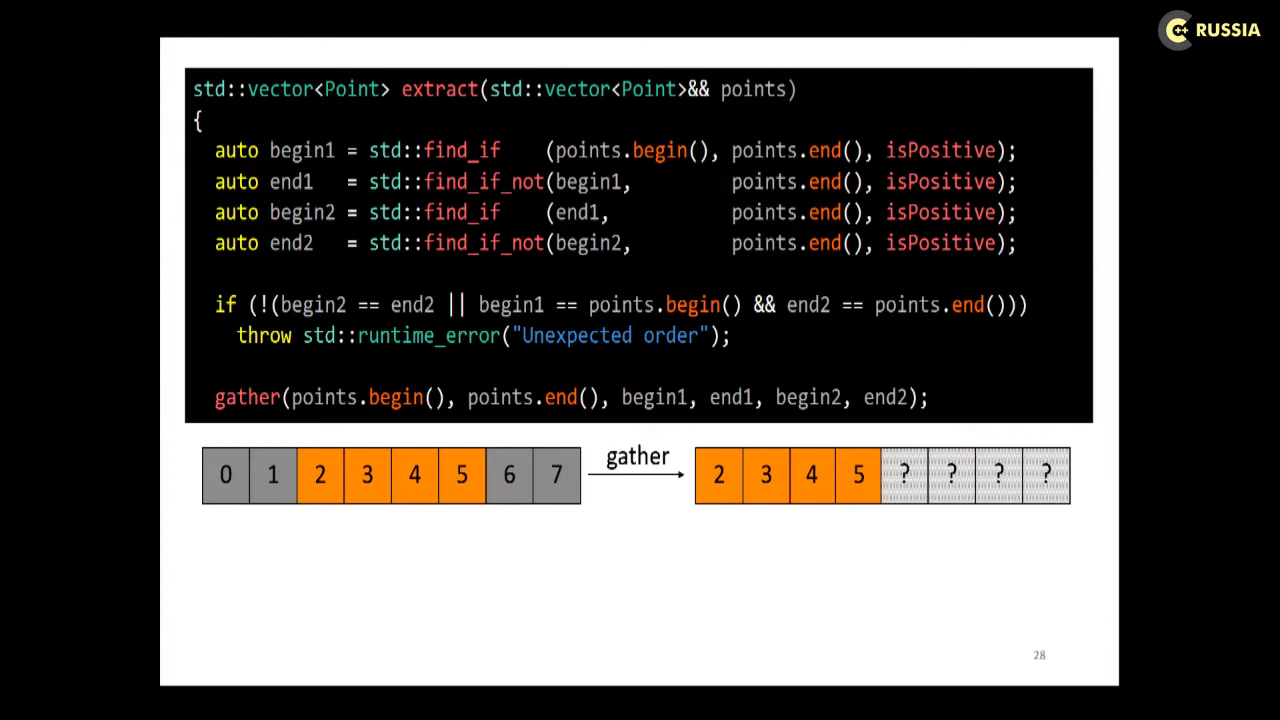 C++ RUSSIA
std::vector<Point> extract(std::vector<Point>&& points)
{
  auto begin1 = std::find_if    (points.begin(), points.end(), isPositive);
  auto end1   = std::find_if_not(begin1,         points.end(), isPositive);
  auto begin2 = std::find_if    (end1,           points.end(), isPositive);
  auto end2   = std::find_if_not(begin2,         points.end(), isPositive);
  if (!(begin2 == end2 || begin1 == points.begin() && end2 == points.end()))
    throw std::runtime_error("Unexpected order");
  gather(points.begin(), points.end(), begin1, end1, begin2, end2);
gather
0 1 2 3 4 5 6 7 2 3 4 5 ? ? ? ?
28